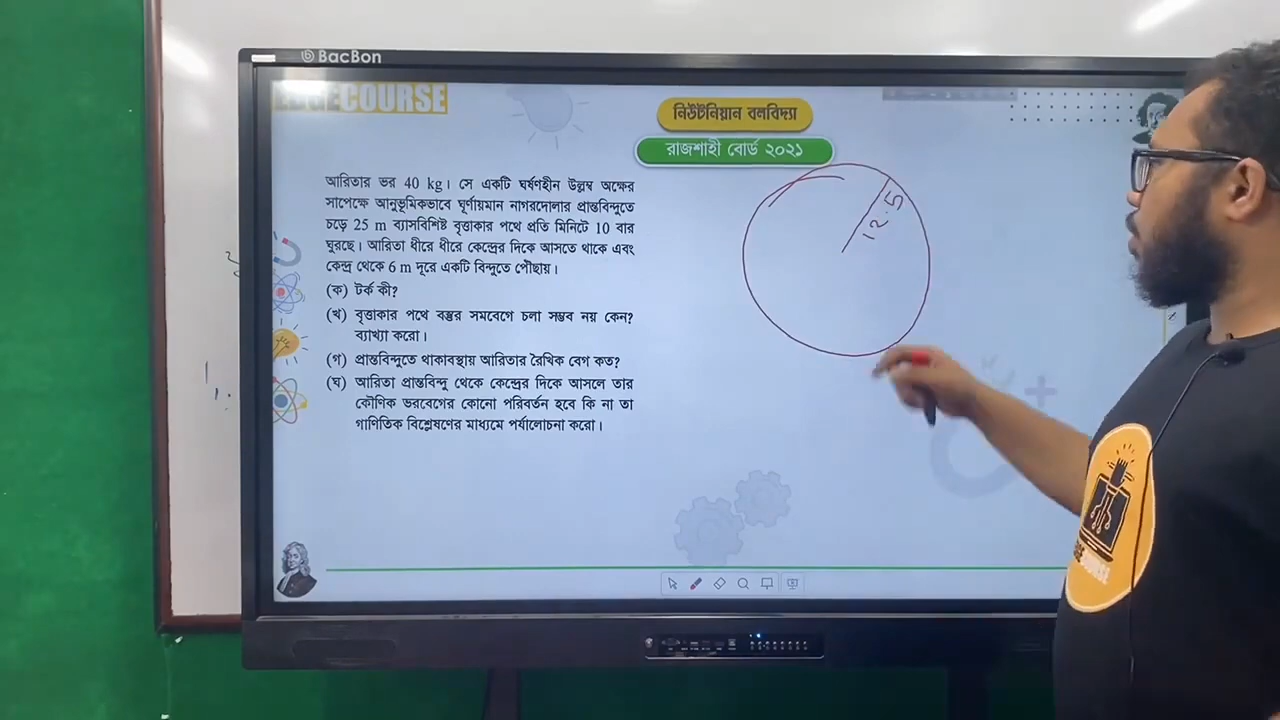 BacBon
EDGECOURSE
নিউটনিয়ান বলবিদ্যা
রাজশাহী বোর্ড ২০২১
আরিতার ভর 40 kg। সে একটি ঘর্ষণহীন উল্লম্ব অক্ষের
সাপেক্ষে আনুভূমিকভাবে ঘূর্ণায়মান নাগরদোলার প্রান্তবিন্দুতে
চড়ে 25 m ব্যাসবিশিষ্ট বৃত্তাকার পথে প্রতি মিনিটে 10 বার
ঘুরছে। আরিতা ধীরে ধীরে কেন্দ্রের দিকে আসতে থাকে এবং
কেন্দ্র থেকে 6 m দূরে একটি বিন্দুতে পৌঁছায়।
(ক) টর্ক কী?
(খ) বৃত্তাকার পথে বস্তুর সমবেগে চলা সম্ভব নয় কেন?
ব্যাখ্যা করো।
(গ) প্রান্তবিন্দুতে থাকাবস্থায় আরিতার রৈখিক বেগ কত?
(ঘ) আরিতা প্রান্তবিন্দু থেকে কেন্দ্রের দিকে আসলে তার
কৌণিক ভরবেগের কোনো পরিবর্তন হবে কি না তা
গাণিতিক বিশ্লেষণের মাধ্যমে পর্যালোচনা করো।
12.5